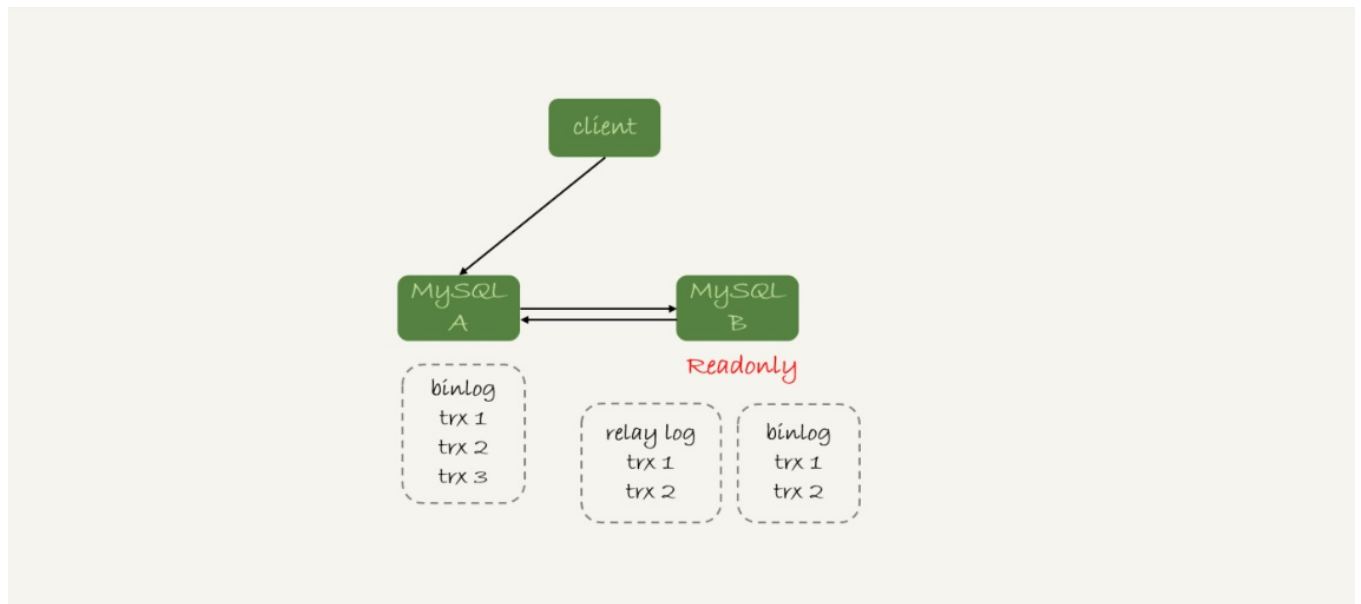 client
MySQL
A
MySQL
B
Readonly
binlog
trx 1
trx 2
trx 3
relay log
trx 1
trx 2
binlog
trx 1
trx 2